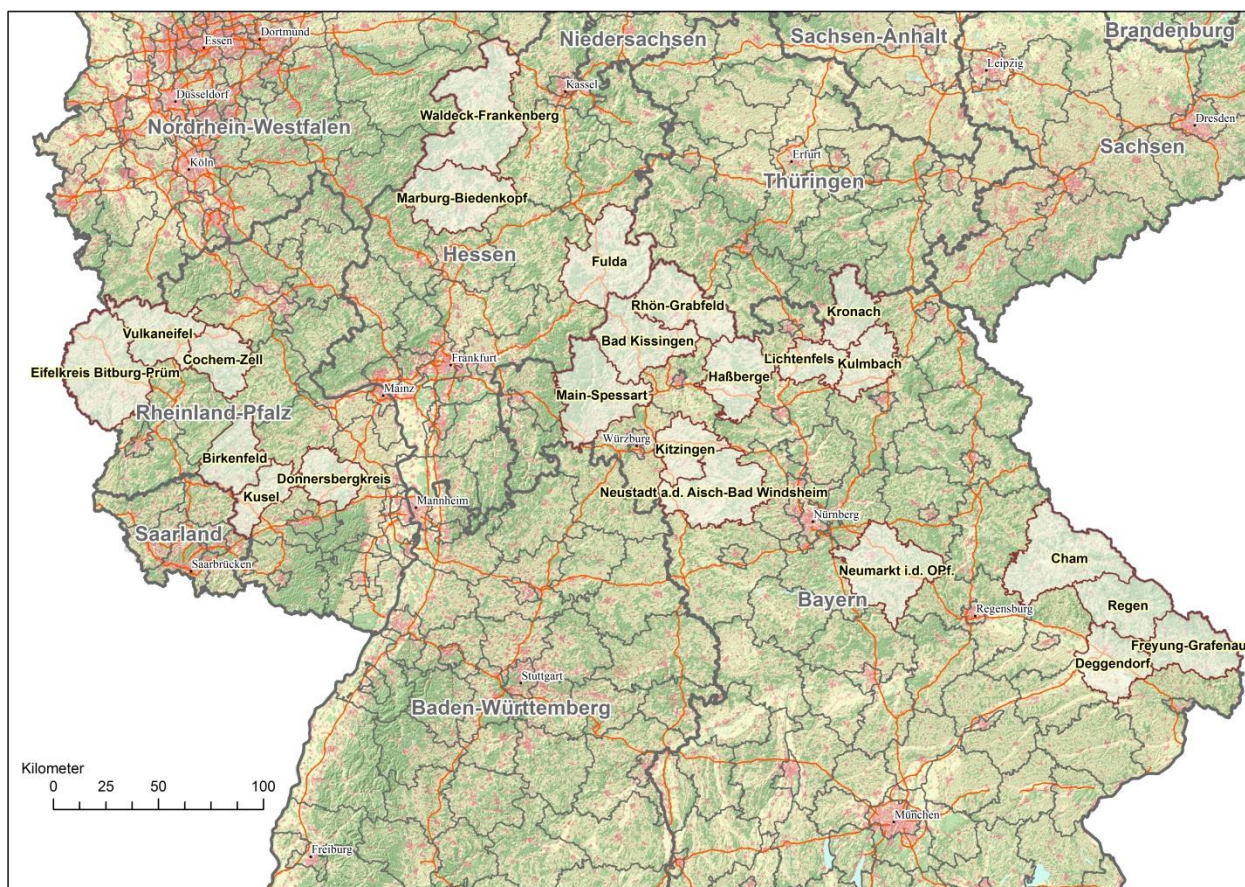 Essen
Dortmund
Niedersachsen
Sachsen-Anhalt
Brandenburg
Leipzig
Kassel
Düsseldorf
Waldeck-Frankenberg
Nordrhein-Westfalen
Dresden
Sachsen
Köln
Erfurt
Thüringen
Marburg-Biedenkopf
Hessen
Fulda
Rhön-Grabfeld
Kronach
Vulkaneifel
Bad Kissingen
Lichtenfels
Cochem-Zell
Frankfurt
Kulmbach
Eifelkreis Bitburg-Prüm
Haßberge
Mainz
Main-Spessart
Rheinland-Pfalz
Würzburg
Kitzingen
Birkenfeld
Donnersbergkreis
Neustadt a.d. Aisch-Bad Windsheim
Kusel
Mannheim
Nürnberg
Saarland
Saarbrücken
Cham
Neumarkt i.d. OPf.
Bayern
Regen
Regensburg
Freyung-Grafenau
Deggendorf
Stuttgart
Baden-Württemberg
Kilometer
0 25 50 100
München
Freiburg